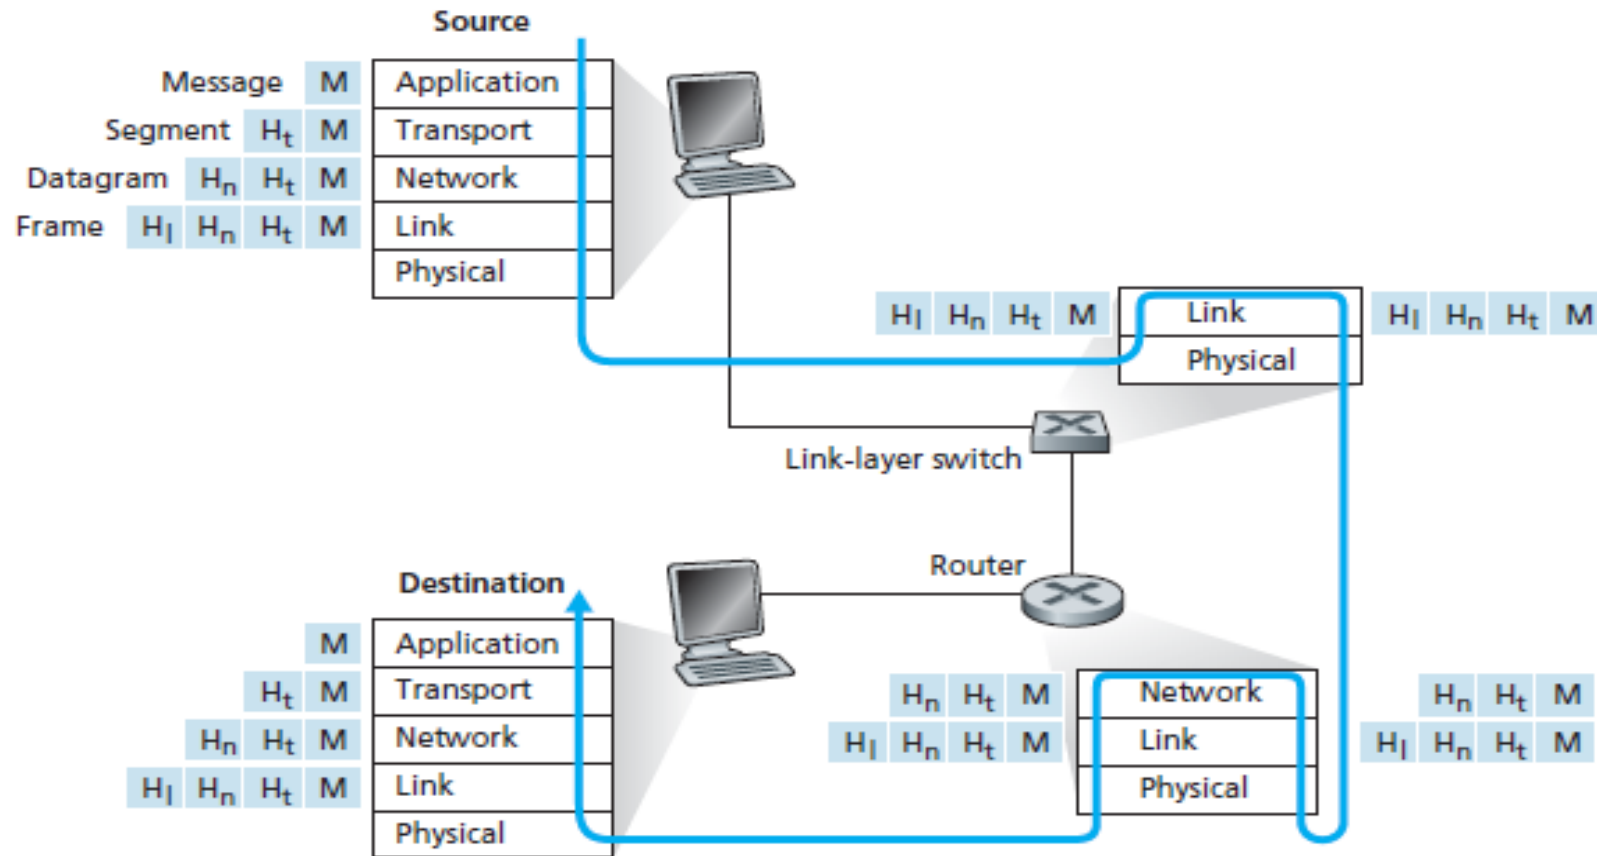 Source
Message M Application
Segment Ht M Transport
Datagram Hn Ht M Network
Frame Hl Hn Ht M Link
Physical
Hl Hn Ht M Link Hl Hn Ht M
Physical
Link-layer switch
Router
Destination
M Application
Ht M Transport
Hn Ht M Network
Hl Hn Ht M Link
Physical
Hn Ht M Network Hn Ht M
Hl Hn Ht M Link Hl Hn Ht M
Physical